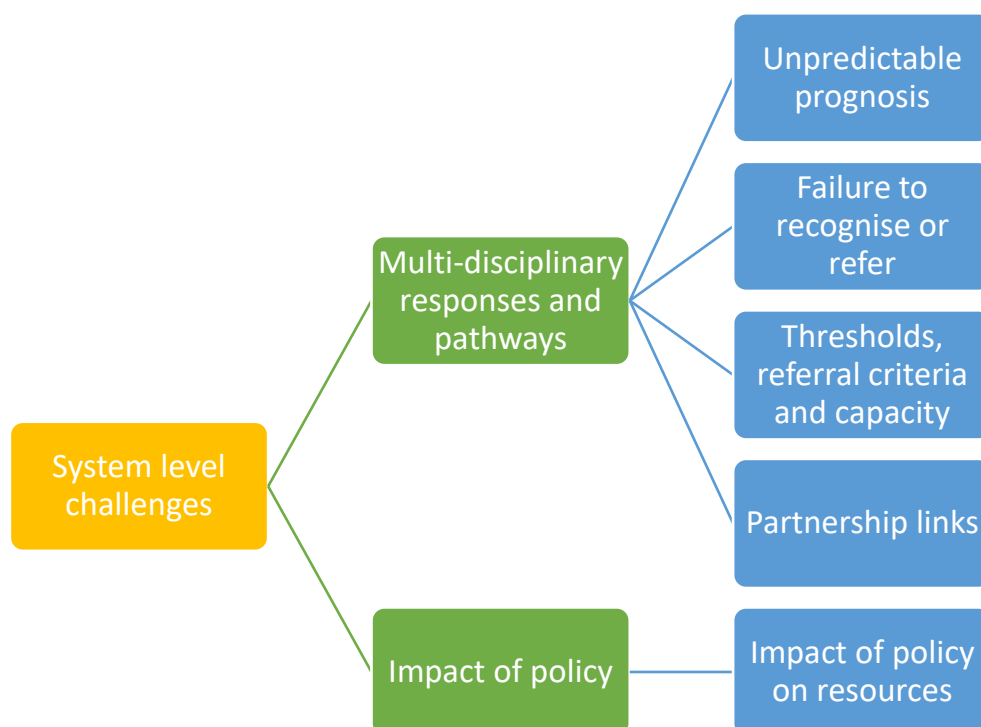 System level
challenges
Multi-disciplinary
responses and
pathways
Impact of policy
Unpredictable
prognosis
Failure to
recognise or
refer
Thresholds,
referral criteria
and capacity
Partnership links
Impact of policy
on resources